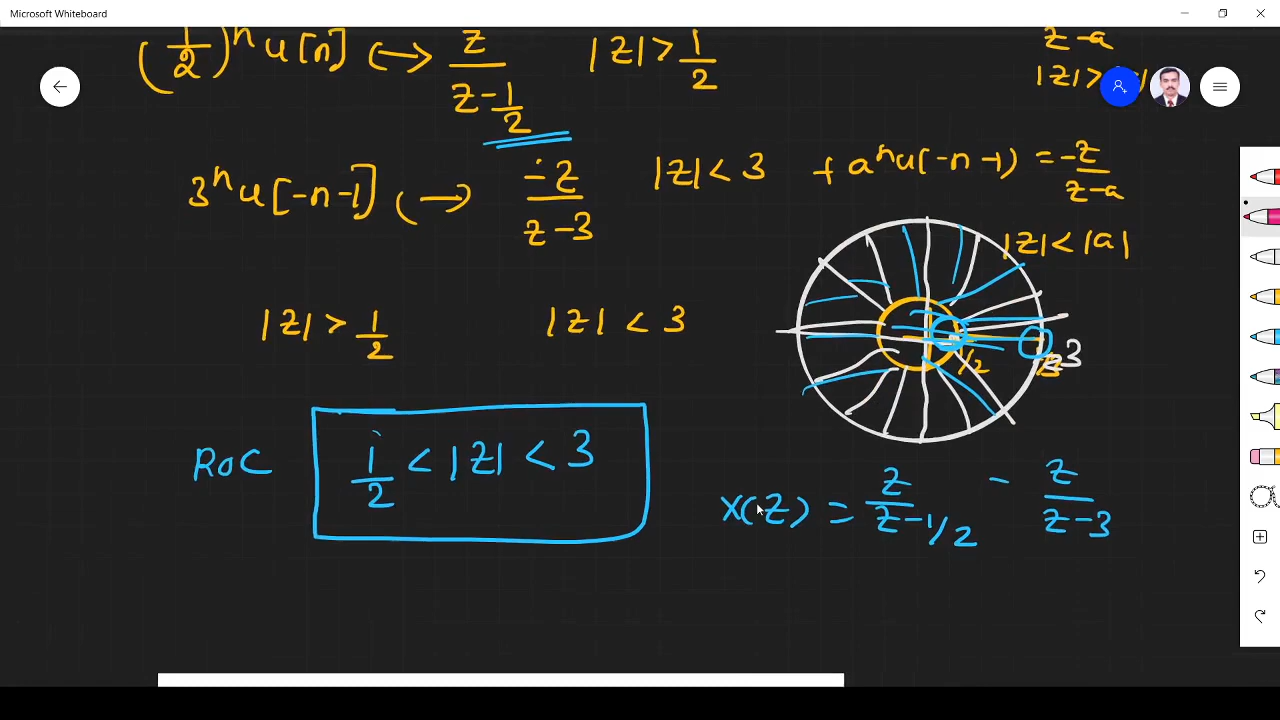 Microsoft Whiteboard
(1/2)^n u[n] ⟷ z/(z-1/2) |z| > 1/2
z-a
|z| >
3^n u[-n-1] ⟷ -z/(z-3) |z| < 3 + a^n u(-n-1) = -z/(z-a)
|z| < |a|
|z| > 1/2 |z| < 3
1/2 3
ROC 1/2 < |z| < 3
X(z) = z/(z-1/2) - z/(z-3)